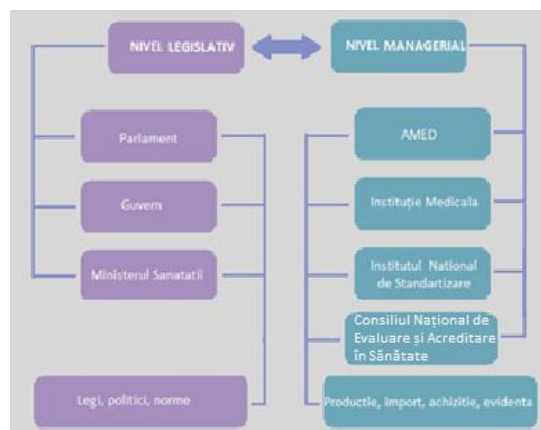 NIVEL LEGISLATIV
NIVEL MANAGERIAL
Parlament
Guvern
Ministerul Sanatatii
Legi, politici, norme
AMED
Instituție Medicala
Institutul National
de Standartizare
Consiliul Național de
Evaluare și Acreditare
în Sănătate
Productie, import, achizitie, evidenta